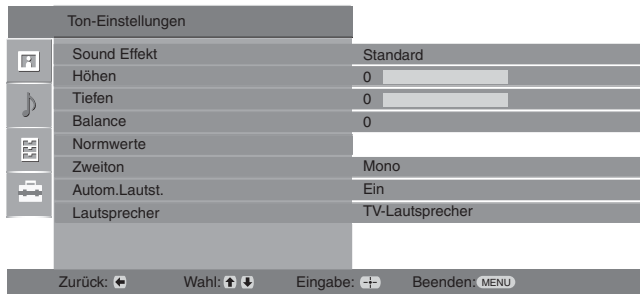 Ton-Einstellungen
Sound Effekt Standard
Höhen 0
Tiefen 0
Balance 0
Normwerte
Zweiton Mono
Autom.Lautst. Ein
Lautsprecher TV-Lautsprecher
Zurück: Wahl: Eingabe: Beenden: MENU